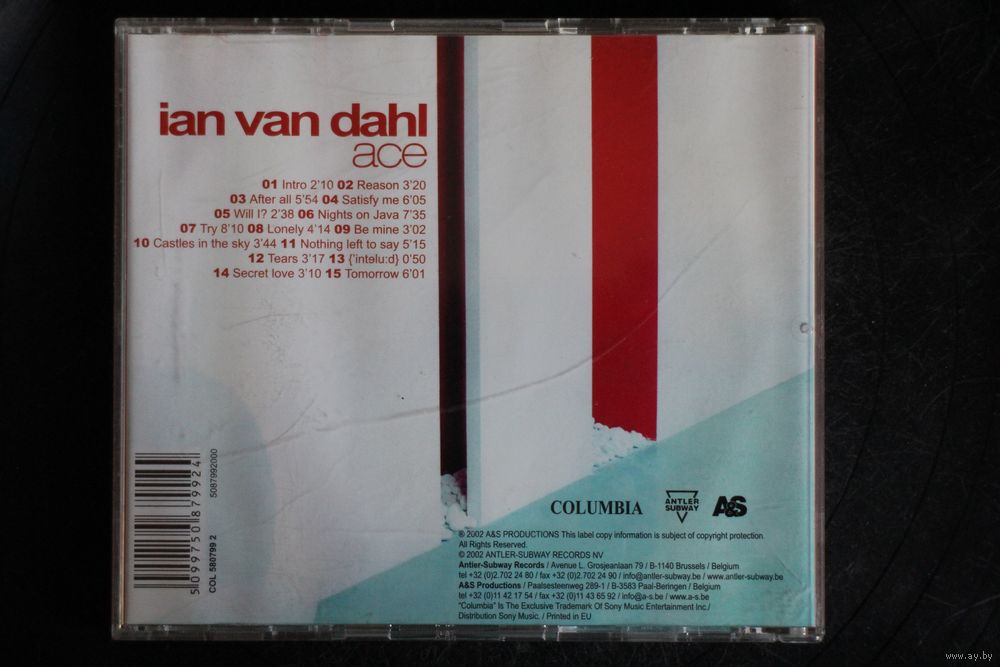 ian van dahl
ace
01 Intro 2'10 02 Reason 3'20
03 After all 5'54 04 Satisfy me 6'05
05 Will I? 2'38 06 Nights on Java 7'35
07 Try 8'10 08 Lonely 4'14 09 Be mine 3'02
10 Castles in the sky 3'44 11 Nothing left to say 5'15
12 Tears 3'17 13 {'intelu:d} 0'50
14 Secret love 3'10 15 Tomorrow 6'01
5 099750 879924
COL 580799 2
5087992000
COLUMBIA
ANTLER
SUBWAY
A&S
℗ 2002 A&S PRODUCTIONS This label copy information is subject of copyright protection.
All Rights Reserved.
© 2002 ANTLER-SUBWAY RECORDS NV
Antler-Subway Records / Avenue L. Grosjeanlaan 79 / B-1140 Brussels / Belgium
tel +32 (0)2.702 24 80 / fax +32 (0)2.702 24 90 / info@antler-subway.be / www.antler-subway.be
A&S Productions / Paalsesteenweg 289-1 / B-3583 Paal-Beringen / Belgium
tel +32 (0)11 42 17 54 / fax +32 (0)11 43 65 92 / info@a-s.be / www.a-s.be
"Columbia" Is The Exclusive Trademark Of Sony Music Entertainment Inc./
Distribution Sony Music. / Printed in EU
www.ay.by